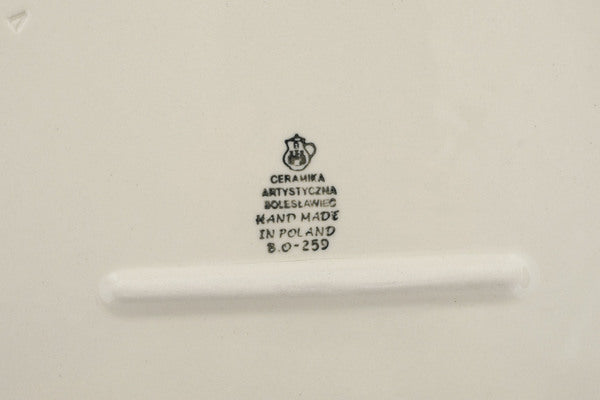 CERAMIKA
ARTYSTYCZNA
BOLESŁAWIEC
HAND MADE
IN POLAND
B.O-259